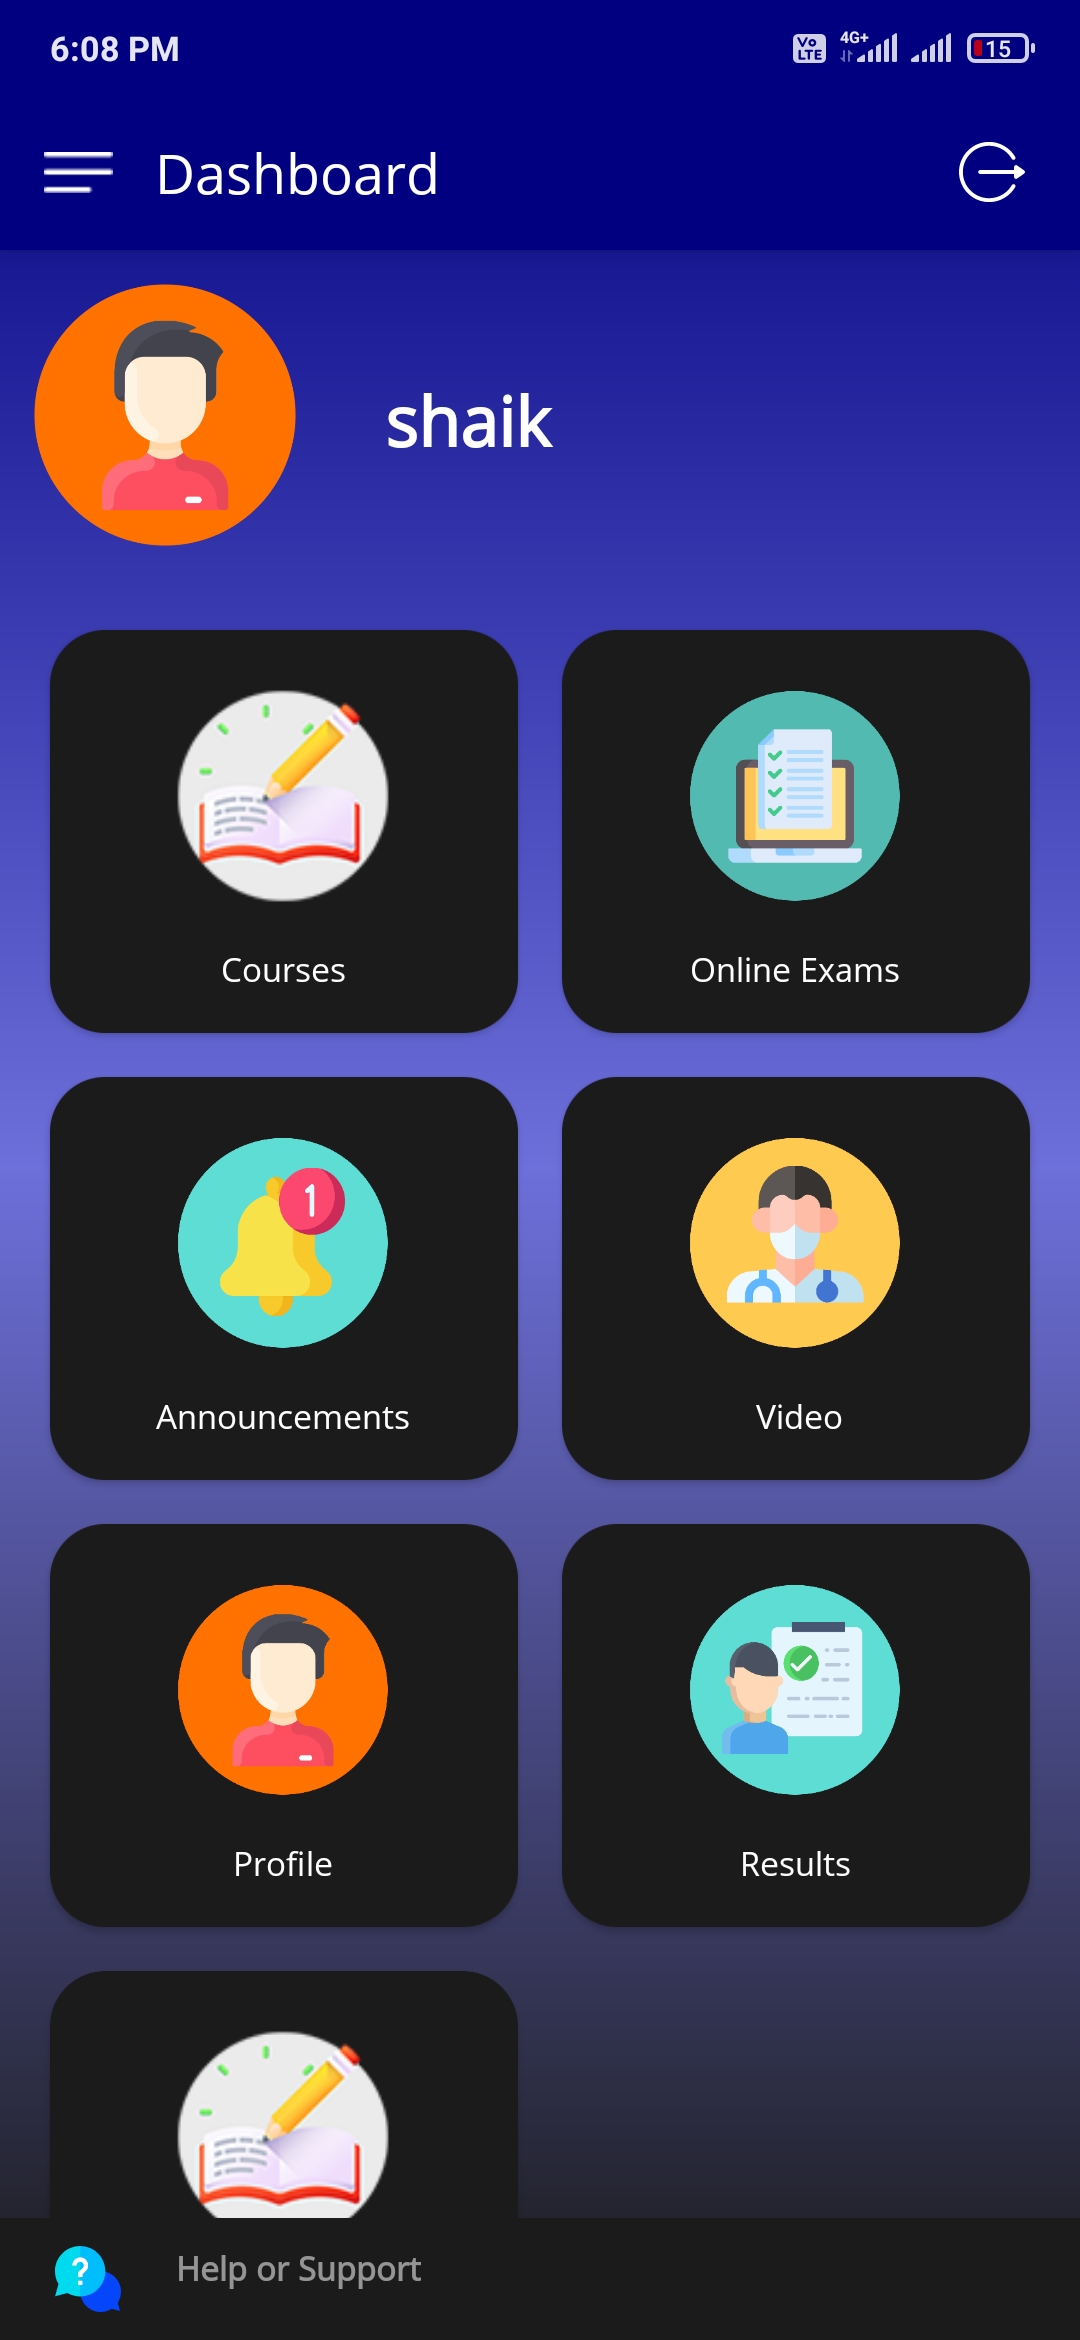 6:08 PM
Vo LTE 4G+ 15
Dashboard
shaik
Courses
Online Exams
1
Announcements
Video
Profile
Results
?
Help or Support